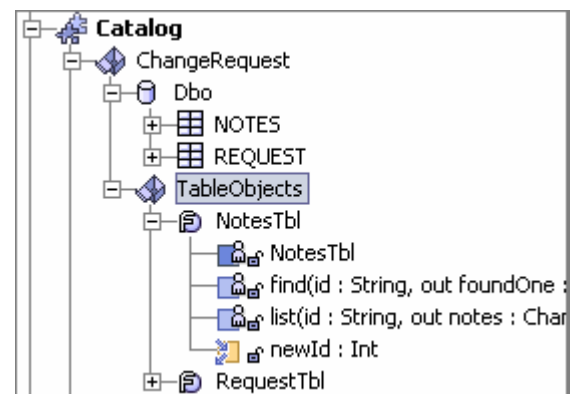 Catalog
ChangeRequest
Dbo
NOTES
REQUEST
TableObjects
NotesTbl
NotesTbl
find(id : String, out foundOne :
list(id : String, out notes : Char
newId : Int
RequestTbl